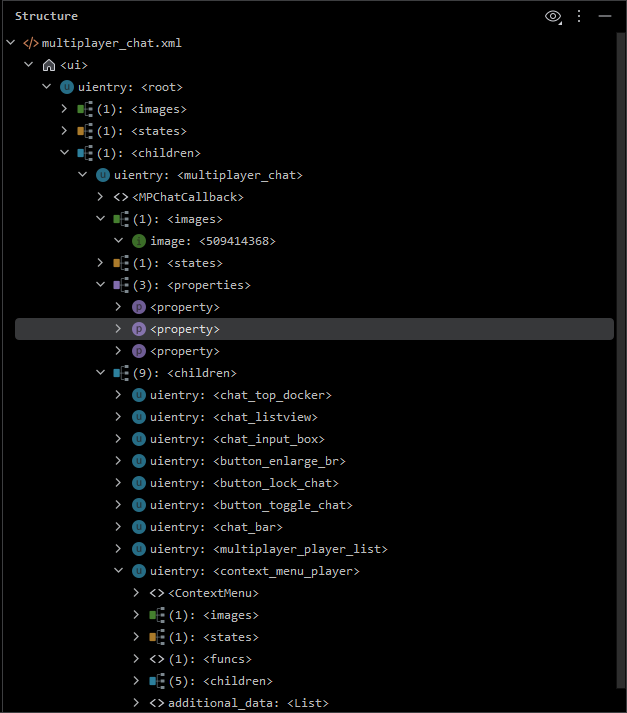 Structure
multiplayer_chat.xml
<ui>
u uientry: <root>
(1): <images>
(1): <states>
(1): <children>
u uientry: <multiplayer_chat>
<> <MPChatCallback>
(1): <images>
i image: <509414368>
(1): <states>
(3): <properties>
p <property>
p <property>
p <property>
(9): <children>
u uientry: <chat_top_docker>
u uientry: <chat_listview>
u uientry: <chat_input_box>
u uientry: <button_enlarge_br>
u uientry: <button_lock_chat>
u uientry: <button_toggle_chat>
u uientry: <chat_bar>
u uientry: <multiplayer_player_list>
u uientry: <context_menu_player>
<> <ContextMenu>
(1): <images>
(1): <states>
<> (1): <funcs>
(5): <children>
<> additional_data: <List>